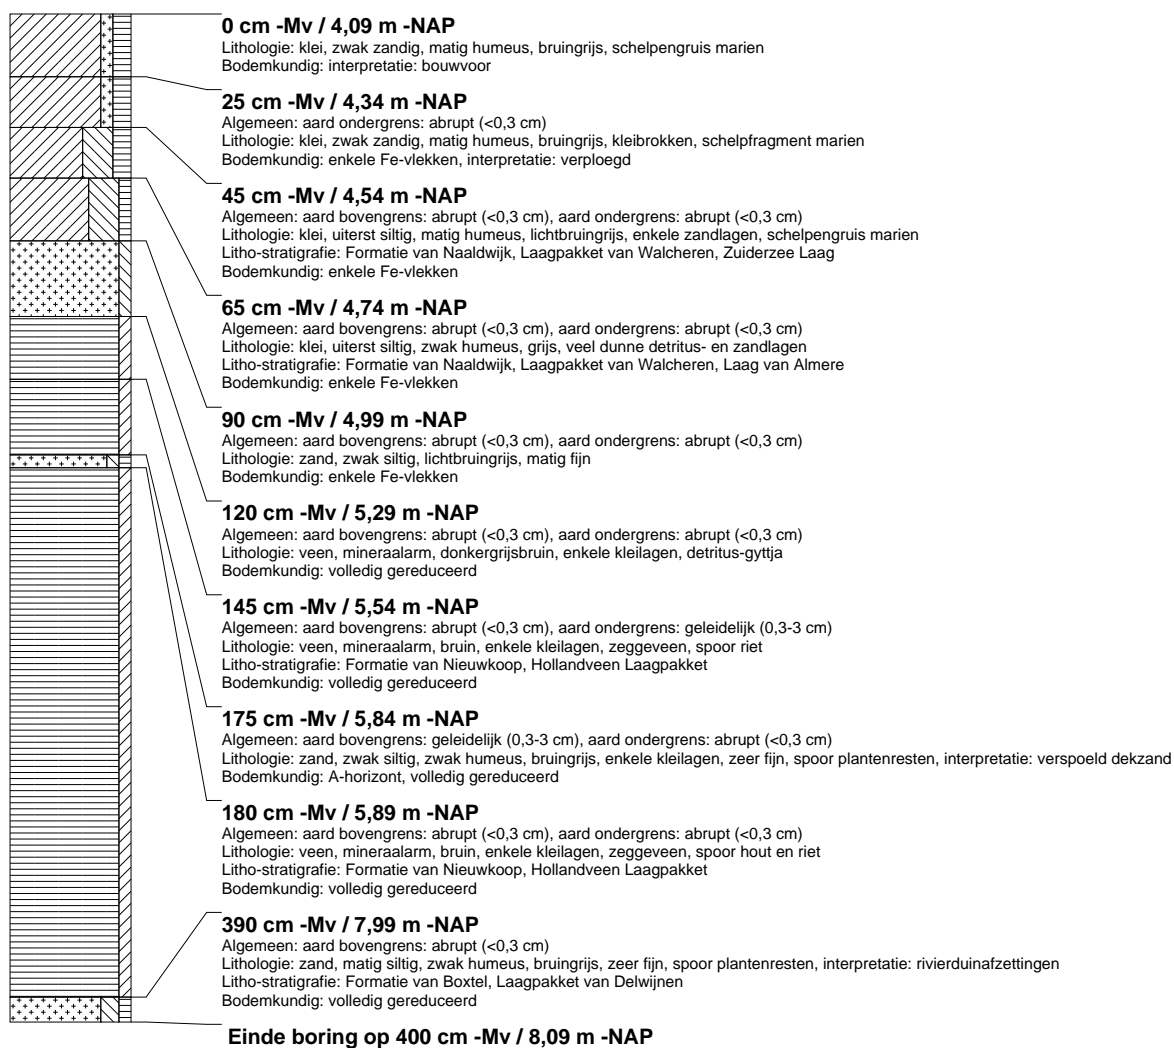 0 cm -Mv / 4,09 m -NAP
Lithologie: klei, zwak zandig, matig humeus, bruingrijs, schelpengruis marien
Bodemkundig: interpretatie: bouwvoor
25 cm -Mv / 4,34 m -NAP
Algemeen: aard ondergrens: abrupt (<0,3 cm)
Lithologie: klei, zwak zandig, matig humeus, bruingrijs, kleibrokken, schelpfragment marien
Bodemkundig: enkele Fe-vlekken, interpretatie: verploegd
45 cm -Mv / 4,54 m -NAP
Algemeen: aard bovengrens: abrupt (<0,3 cm), aard ondergrens: abrupt (<0,3 cm)
Lithologie: klei, uiterst siltig, matig humeus, lichtbruingrijs, enkele zandlagen, schelpengruis marien
Litho-stratigrafie: Formatie van Naaldwijk, Laagpakket van Walcheren, Zuiderzee Laag
Bodemkundig: enkele Fe-vlekken
65 cm -Mv / 4,74 m -NAP
Algemeen: aard bovengrens: abrupt (<0,3 cm), aard ondergrens: abrupt (<0,3 cm)
Lithologie: klei, uiterst siltig, zwak humeus, grijs, veel dunne detritus- en zandlagen
Litho-stratigrafie: Formatie van Naaldwijk, Laagpakket van Walcheren, Laag van Almere
Bodemkundig: enkele Fe-vlekken
90 cm -Mv / 4,99 m -NAP
Algemeen: aard bovengrens: abrupt (<0,3 cm), aard ondergrens: abrupt (<0,3 cm)
Lithologie: zand, zwak siltig, lichtbruingrijs, matig fijn
Bodemkundig: enkele Fe-vlekken
120 cm -Mv / 5,29 m -NAP
Algemeen: aard bovengrens: abrupt (<0,3 cm), aard ondergrens: abrupt (<0,3 cm)
Lithologie: veen, mineraalarm, donkergrijsbruin, enkele kleilagen, detritus-gyttja
Bodemkundig: volledig gereduceerd
145 cm -Mv / 5,54 m -NAP
Algemeen: aard bovengrens: abrupt (<0,3 cm), aard ondergrens: geleidelijk (0,3-3 cm)
Lithologie: veen, mineraalarm, bruin, enkele kleilagen, zeggeveen, spoor riet
Litho-stratigrafie: Formatie van Nieuwkoop, Hollandveen Laagpakket
Bodemkundig: volledig gereduceerd
175 cm -Mv / 5,84 m -NAP
Algemeen: aard bovengrens: geleidelijk (0,3-3 cm), aard ondergrens: abrupt (<0,3 cm)
Lithologie: zand, zwak siltig, zwak humeus, bruingrijs, enkele kleilagen, zeer fijn, spoor plantenresten, interpretatie: verspoeld dekzand
Bodemkundig: A-horizont, volledig gereduceerd
180 cm -Mv / 5,89 m -NAP
Algemeen: aard bovengrens: abrupt (<0,3 cm), aard ondergrens: abrupt (<0,3 cm)
Lithologie: veen, mineraalarm, bruin, enkele kleilagen, zeggeveen, spoor hout en riet
Litho-stratigrafie: Formatie van Nieuwkoop, Hollandveen Laagpakket
Bodemkundig: volledig gereduceerd
390 cm -Mv / 7,99 m -NAP
Algemeen: aard bovengrens: abrupt (<0,3 cm)
Lithologie: zand, matig siltig, zwak humeus, bruingrijs, zeer fijn, spoor plantenresten, interpretatie: rivierduinafzettingen
Litho-stratigrafie: Formatie van Boxtel, Laagpakket van Delwijnen
Bodemkundig: volledig gereduceerd
Einde boring op 400 cm -Mv / 8,09 m -NAP